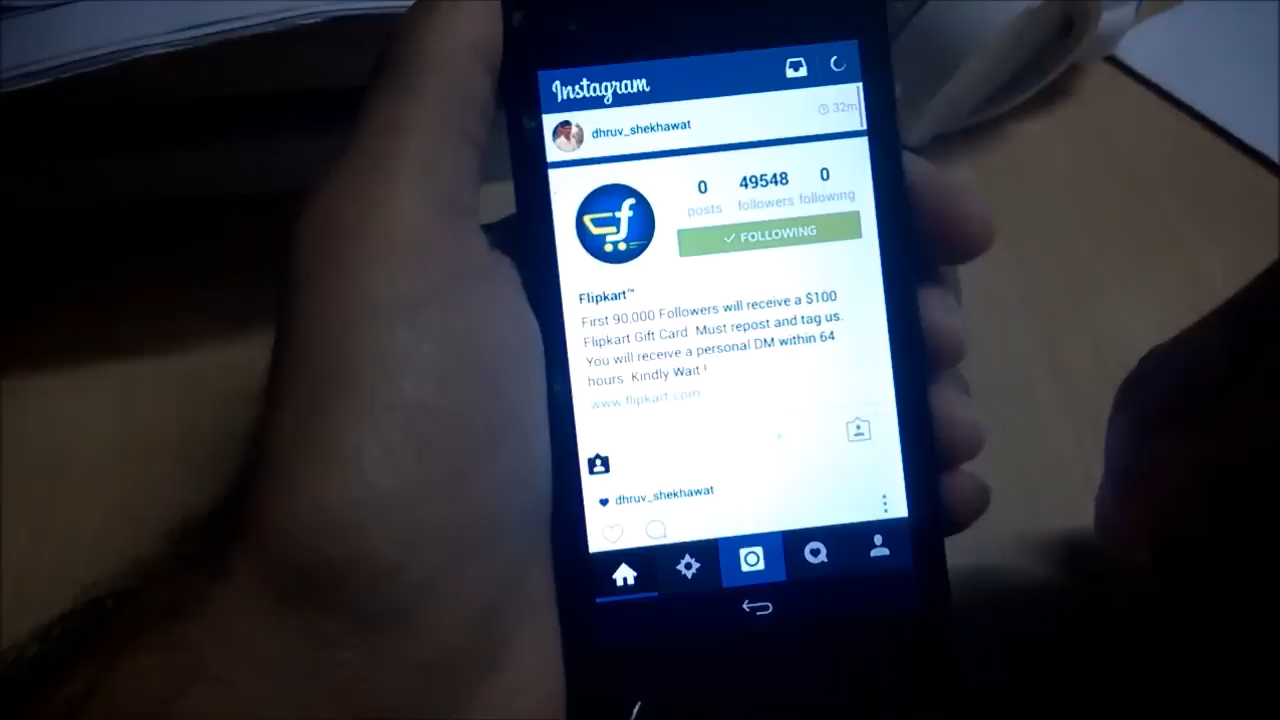 Instagram
dhruv_shekhawat
32m
0 49548 0
posts followers following
✓ FOLLOWING
Flipkart™
First 90,000 Followers will receive a $100
Flipkart Gift Card Must repost and tag us.
You will receive a personal DM within 64
hours. Kindly Wait !
www.flipkart.com
dhruv_shekhawat